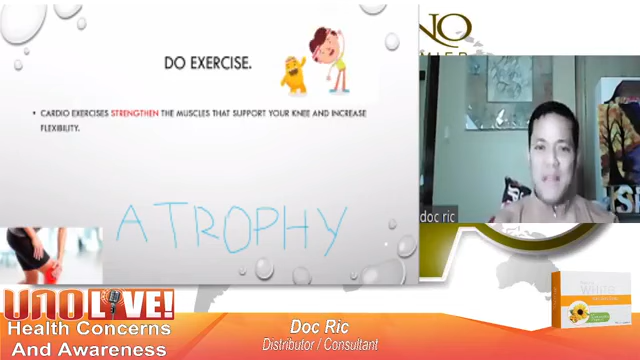 DO EXERCISE.
• CARDIO EXERCISES STRENGTHEN THE MUSCLES THAT SUPPORT YOUR KNEE AND INCREASE
FLEXIBILITY.
ATROPHY
doc ric
UNOLIVE!
Health Concerns
And Awareness
Doc Ric
Distributor / Consultant
White